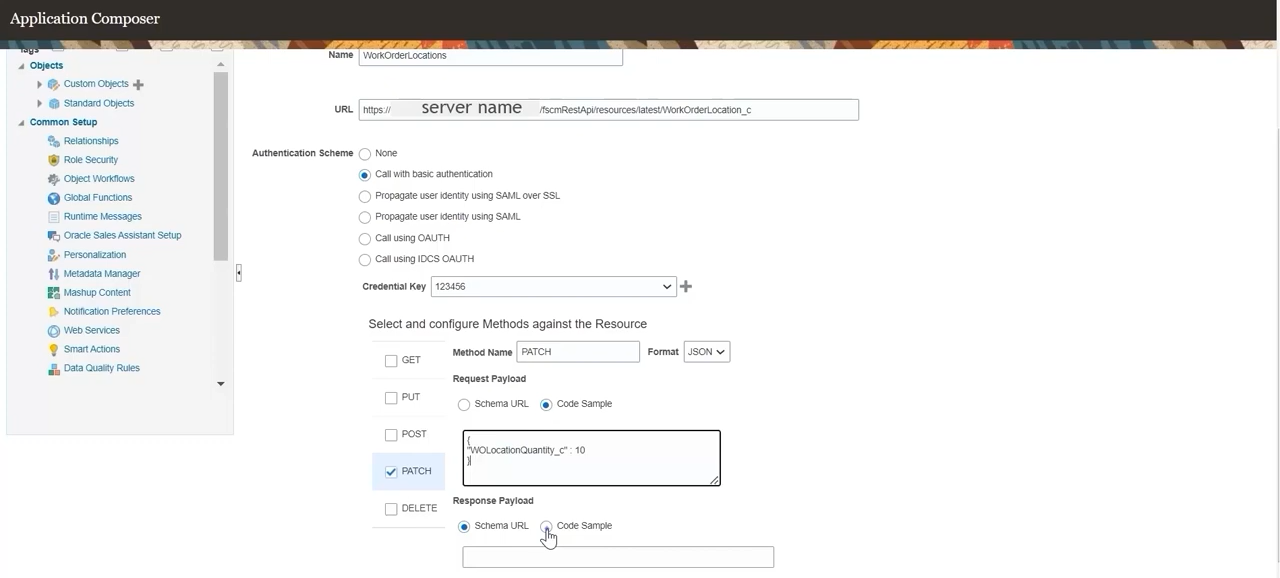 Application Composer
Tags
Objects
Custom Objects
Standard Objects
Common Setup
Relationships
Role Security
Object Workflows
Global Functions
Runtime Messages
Oracle Sales Assistant Setup
Personalization
Metadata Manager
Mashup Content
Notification Preferences
Web Services
Smart Actions
Data Quality Rules
Name WorkOrderLocations
URL https:// server name /fscmRestApi/resources/latest/WorkOrderLocation_c
Authentication Scheme None
Call with basic authentication
Propagate user identity using SAML over SSL
Propagate user identity using SAML
Call using OAUTH
Call using IDCS OAUTH
Credential Key 123456
Select and configure Methods against the Resource
GET
PUT
POST
PATCH
DELETE
Method Name PATCH Format JSON
Request Payload
Schema URL Code Sample
{
"WOLocationQuantity_c" : 10
}
Response Payload
Schema URL Code Sample